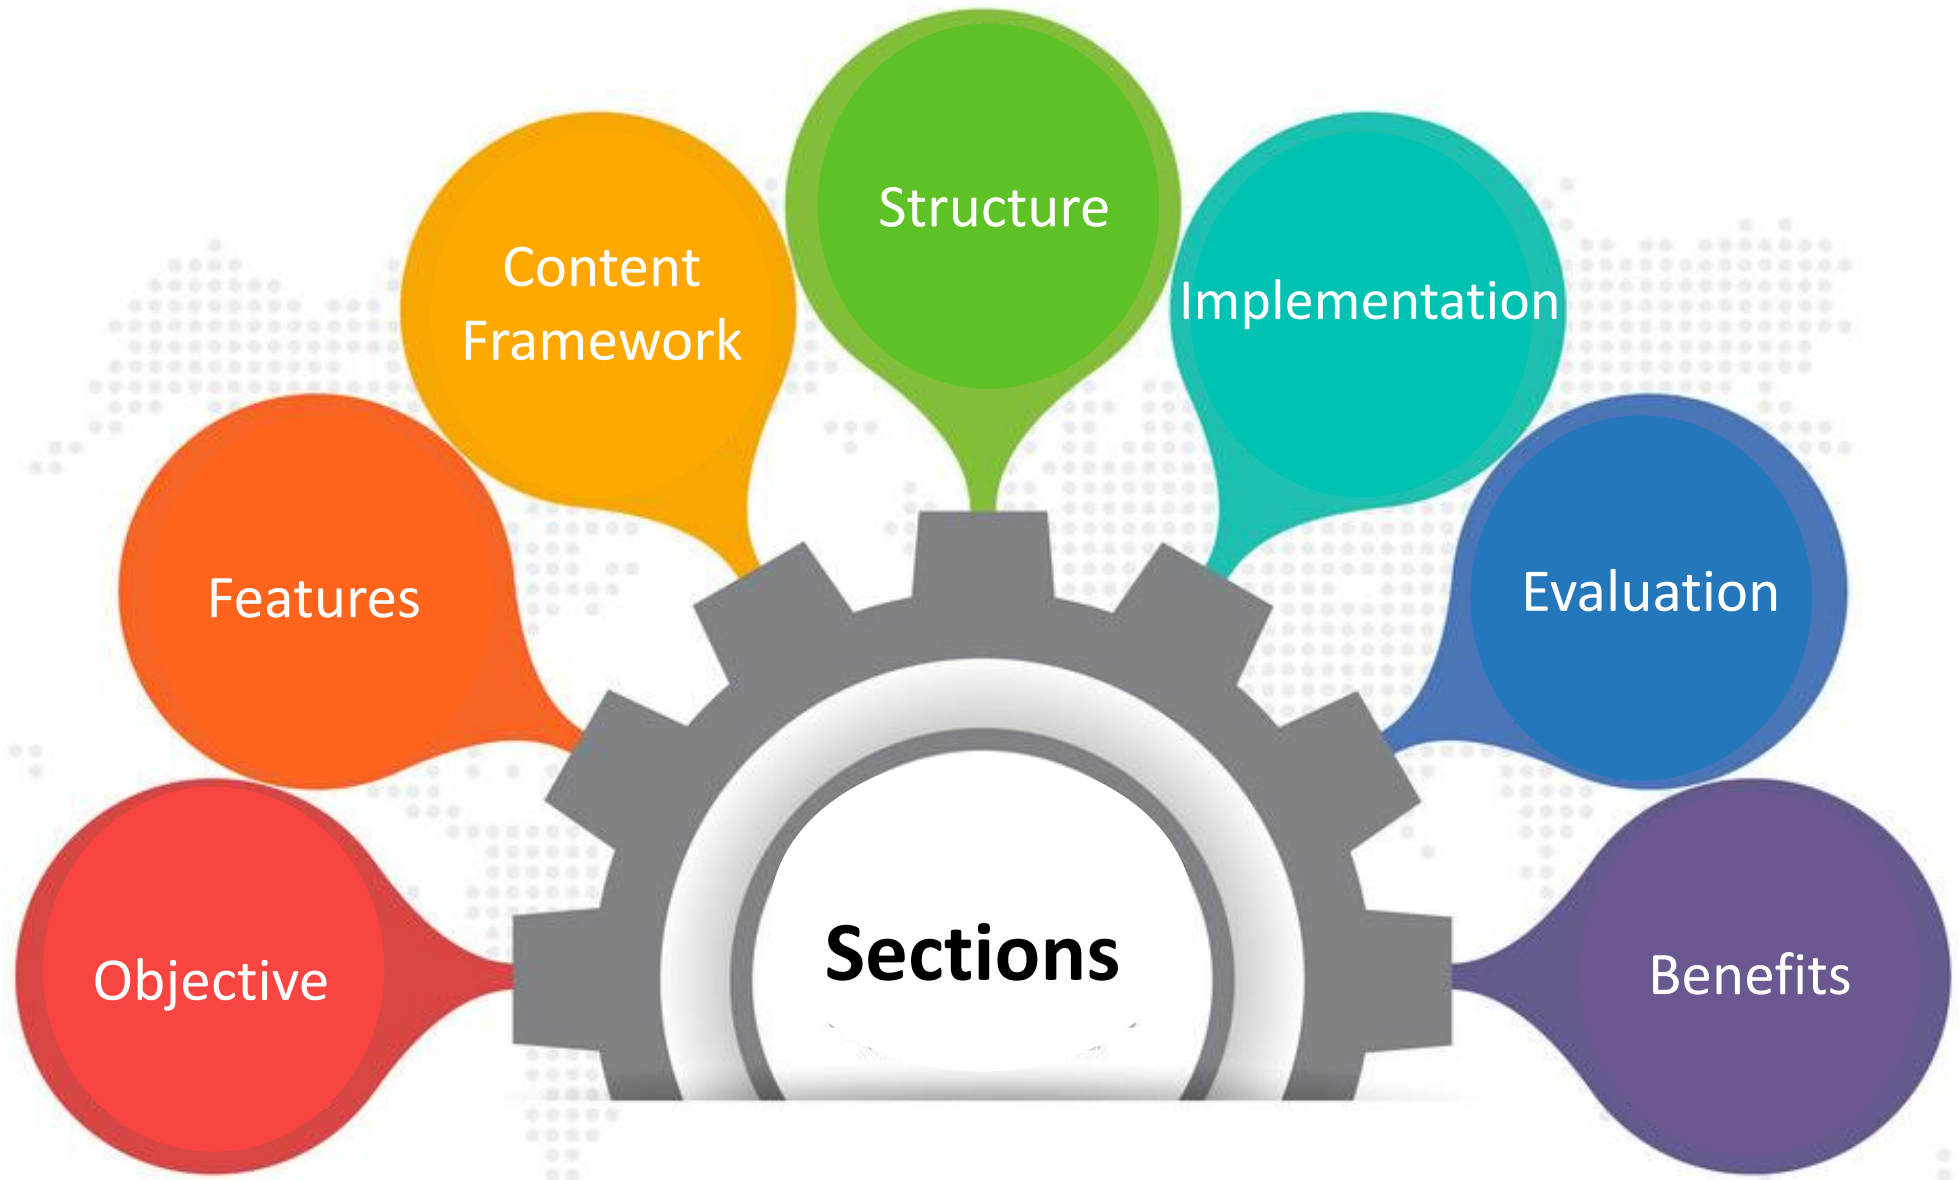 Structure
Content
Framework
Implementation
Features
Evaluation
Objective
Sections
Benefits